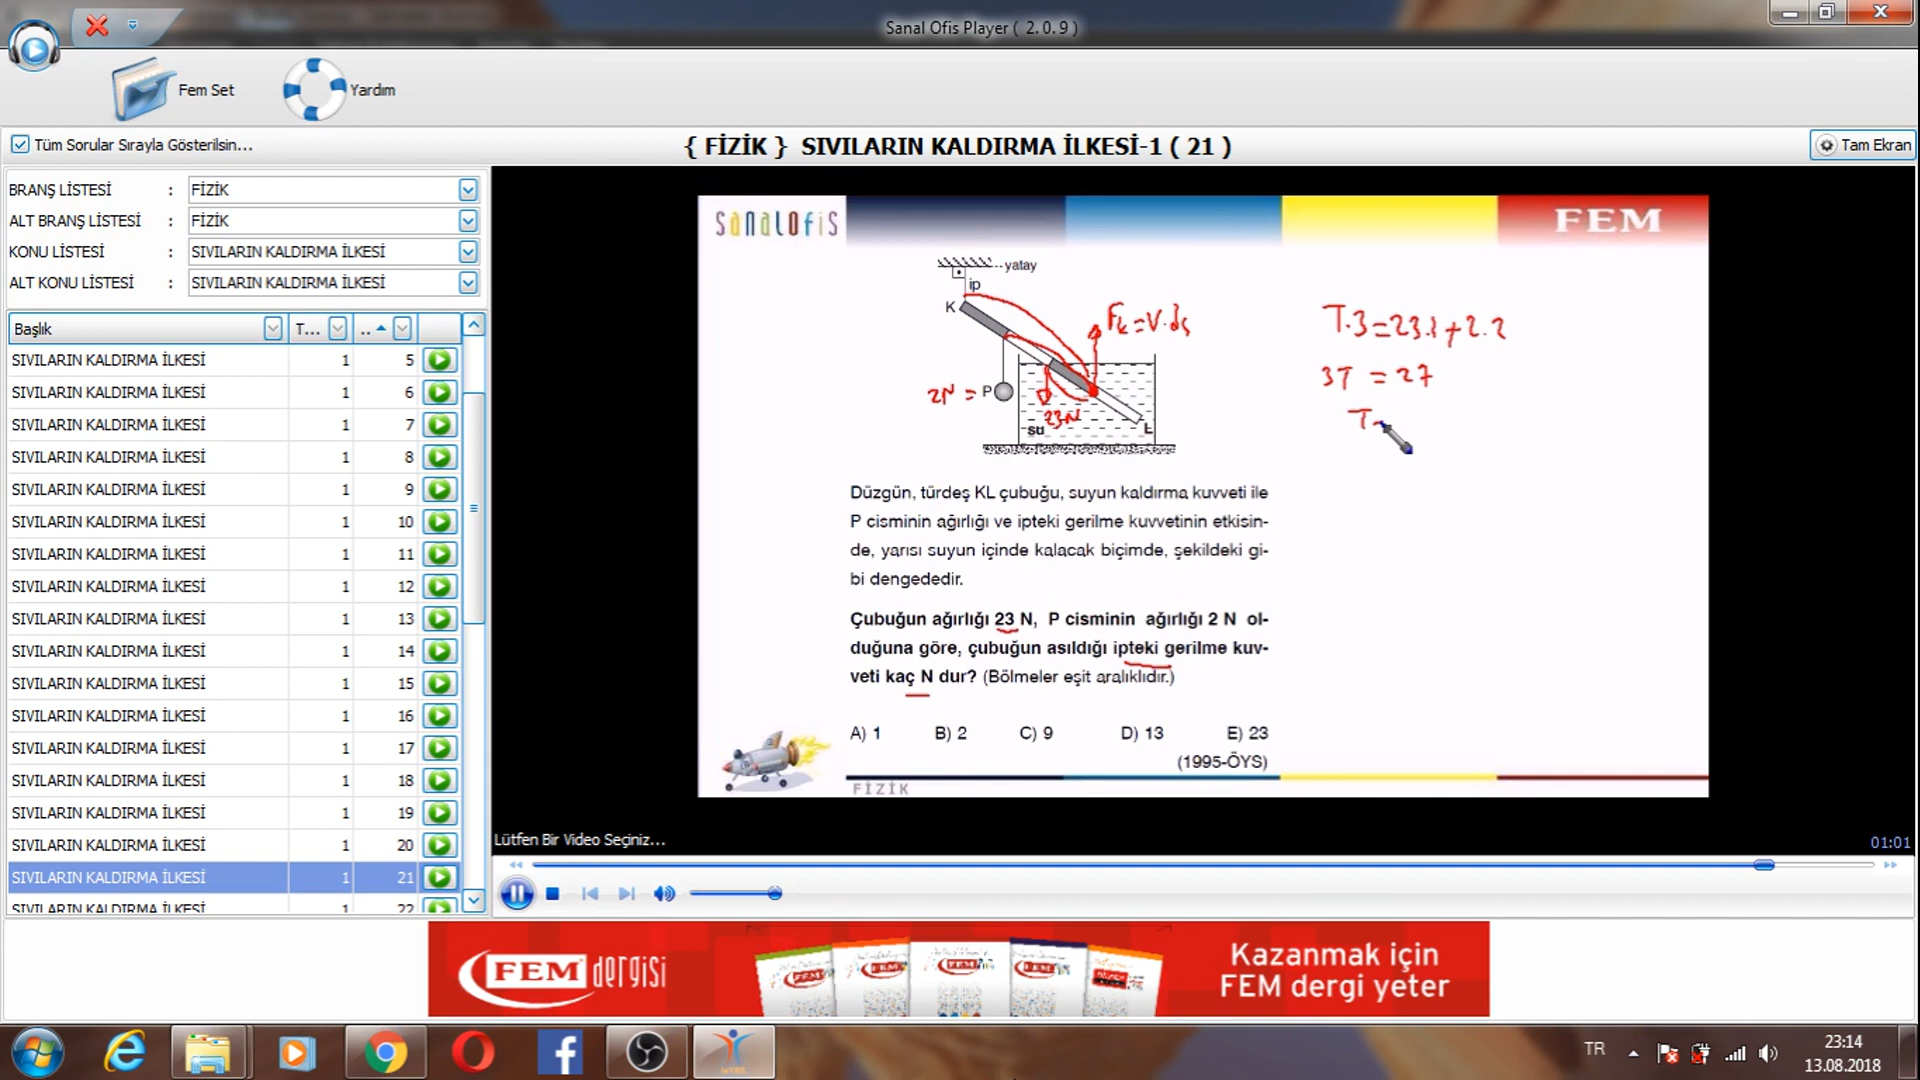 Sanal Ofis Player ( 2.0.9 )
Fem Set
Yardım
Tüm Sorular Sırayla Gösterilsin...
{ FİZİK } SIVILARIN KALDIRMA İLKESİ-1 ( 21 )
Tam Ekran
BRANŞ LİSTESİ : FİZİK
ALT BRANŞ LİSTESİ : FİZİK
KONU LİSTESİ : SIVILARIN KALDIRMA İLKESİ
ALT KONU LİSTESİ : SIVILARIN KALDIRMA İLKESİ
Başlık T... ..
SIVILARIN KALDIRMA İLKESİ 1 5
SIVILARIN KALDIRMA İLKESİ 1 6
SIVILARIN KALDIRMA İLKESİ 1 7
SIVILARIN KALDIRMA İLKESİ 1 8
SIVILARIN KALDIRMA İLKESİ 1 9
SIVILARIN KALDIRMA İLKESİ 1 10
SIVILARIN KALDIRMA İLKESİ 1 11
SIVILARIN KALDIRMA İLKESİ 1 12
SIVILARIN KALDIRMA İLKESİ 1 13
SIVILARIN KALDIRMA İLKESİ 1 14
SIVILARIN KALDIRMA İLKESİ 1 15
SIVILARIN KALDIRMA İLKESİ 1 16
SIVILARIN KALDIRMA İLKESİ 1 17
SIVILARIN KALDIRMA İLKESİ 1 18
SIVILARIN KALDIRMA İLKESİ 1 19
SIVILARIN KALDIRMA İLKESİ 1 20
SIVILARIN KALDIRMA İLKESİ 1 21
SIVILARIN KALDIRMA İLKESİ 1 22
sanalofis
FEM
yatay
ip
K
Fk=V.ds
2N = P
23N
su
L
T.3=23.1+2.2
3T = 27
T
Düzgün, türdeş KL çubuğu, suyun kaldırma kuvveti ile
P cisminin ağırlığı ve ipteki gerilme kuvvetinin etkisin-
de, yarısı suyun içinde kalacak biçimde, şekildeki gi-
bi dengededir.
Çubuğun ağırlığı 23 N, P cisminin ağırlığı 2 N ol-
duğuna göre, çubuğun asıldığı ipteki gerilme kuv-
veti kaç N dur? (Bölmeler eşit aralıklıdır.)
A) 1 B) 2 C) 9 D) 13 E) 23
(1995-ÖYS)
FİZİK
Lütfen Bir Video Seçiniz...
01:01
FEM dergisi
Kazanmak için
FEM dergi yeter
TR
23:14
13.08.2018